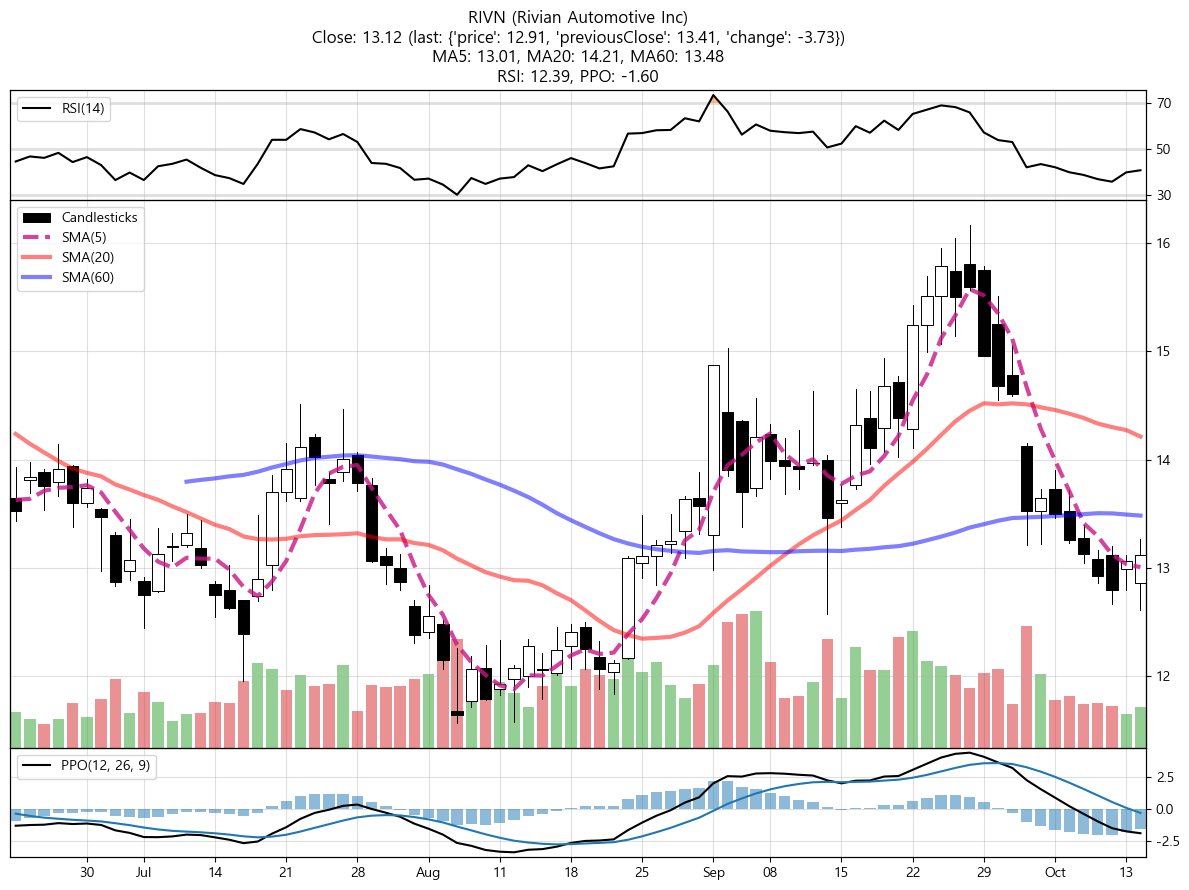 RIVN (Rivian Automotive Inc)
Close: 13.12 (last: {'price': 12.91, 'previousClose': 13.41, 'change': -3.73})
MA5: 13.01, MA20: 14.21, MA60: 13.48
RSI: 12.39, PPO: -1.60
RSI(14)
70
50
30
Candlesticks
SMA(5)
SMA(20)
SMA(60)
16
15
14
13
12
PPO(12, 26, 9)
2.5
0.0
−2.5
30 Jul 14 21 28 Aug 11 18 25 Sep 08 15 22 29 Oct 13